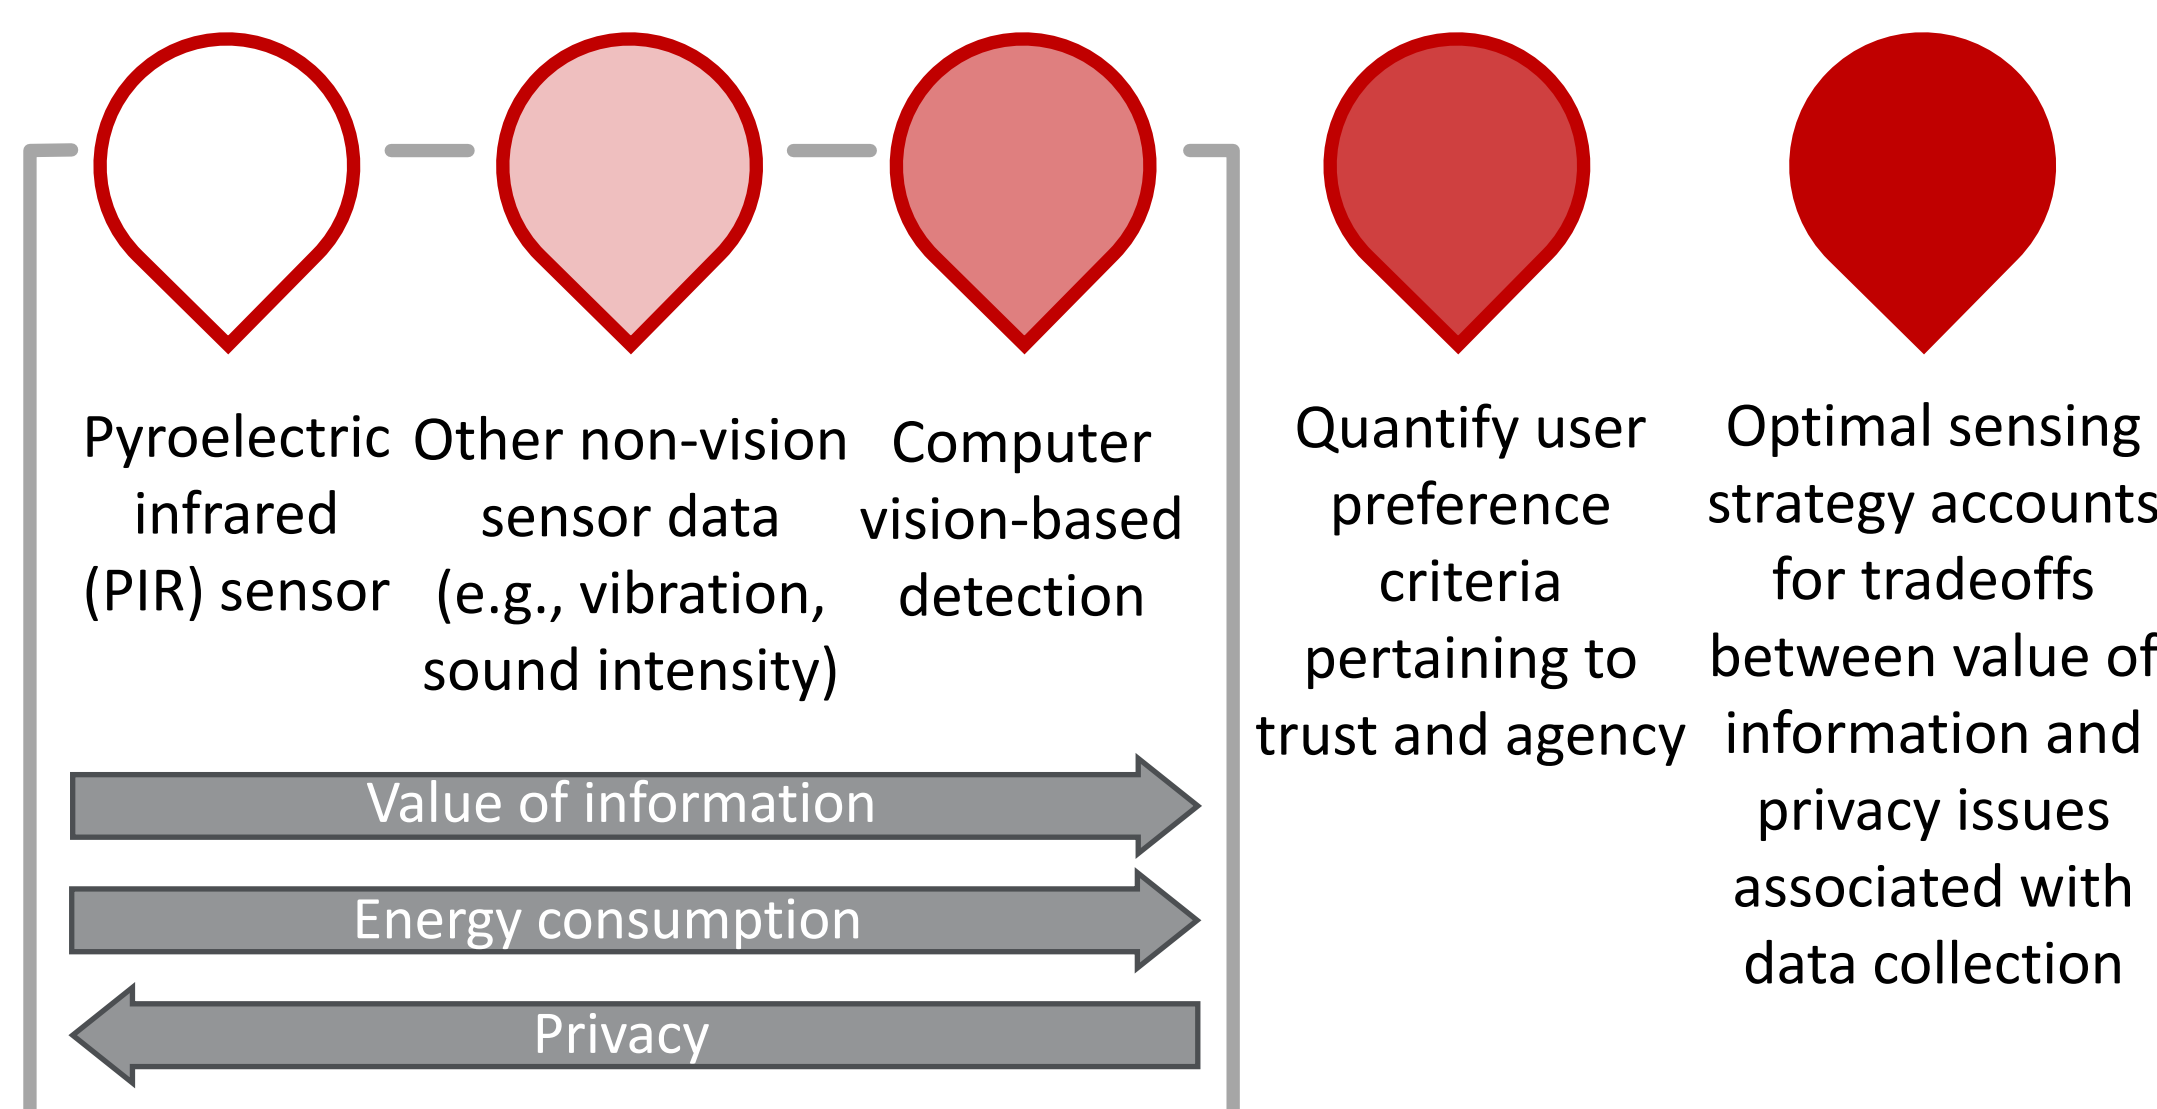 Pyroelectric
infrared
(PIR) sensor
Other non-vision
sensor data
(e.g., vibration,
sound intensity)
Computer
vision-based
detection
Quantify user
preference
criteria
pertaining to
trust and agency
Optimal sensing
strategy accounts
for tradeoffs
between value of
information and
privacy issues
associated with
data collection
Value of information
Energy consumption
Privacy